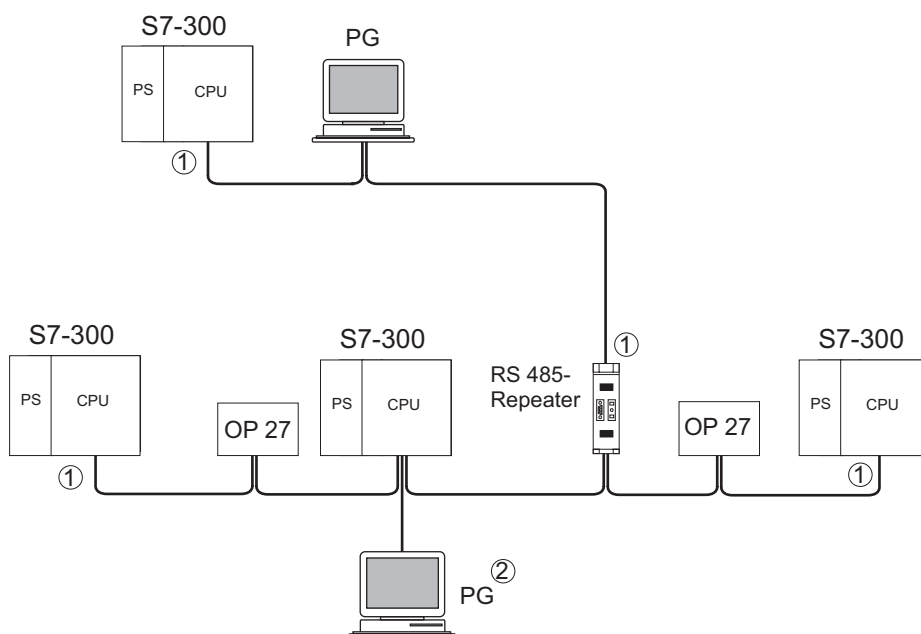 S7-300
PG
PS
CPU
①
S7-300
S7-300
①
S7-300
RS 485-
Repeater
PS
CPU
OP 27
PS
CPU
OP 27
PS
CPU
①
①
②
PG